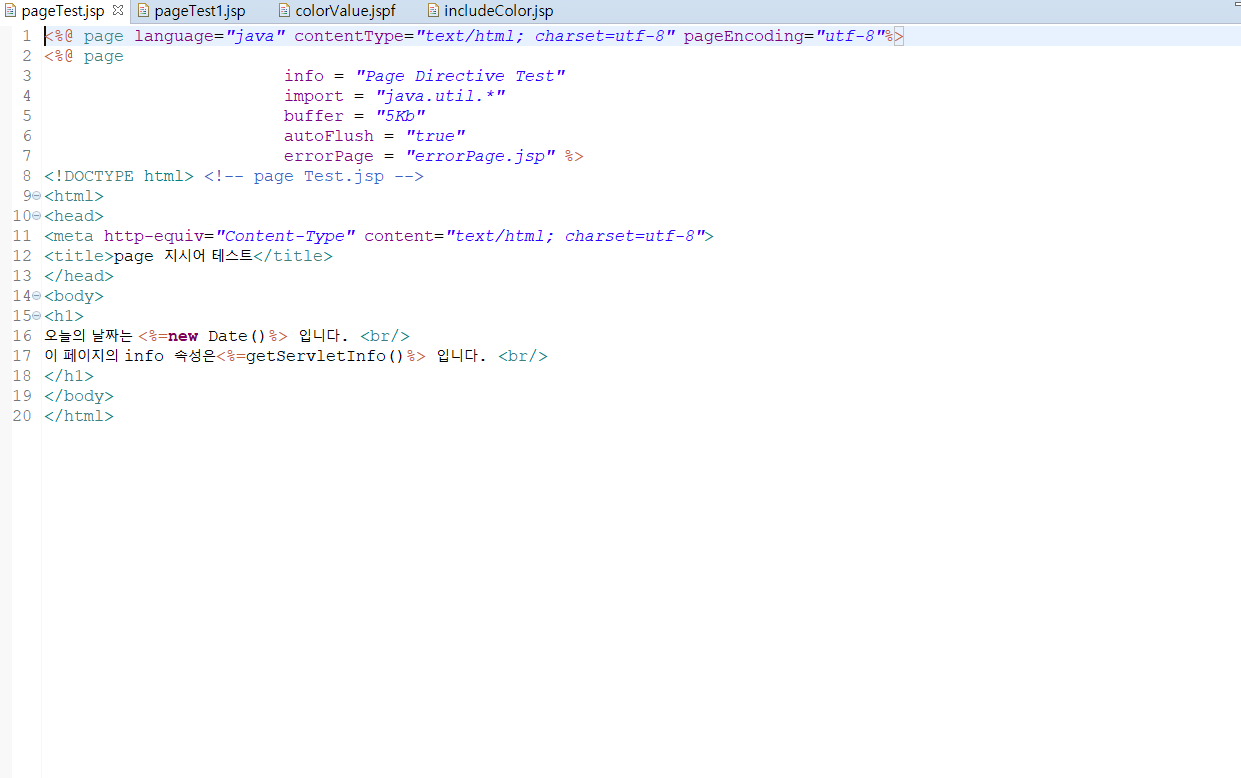 pageTest.jsp pageTest1.jsp colorValue.jspf includeColor.jsp
1 <%@ page language="java" contentType="text/html; charset=utf-8" pageEncoding="utf-8"%>
2 <%@ page
3 info = "Page Directive Test"
4 import = "java.util.*"
5 buffer = "5Kb"
6 autoFlush = "true"
7 errorPage = "errorPage.jsp" %>
8 <!DOCTYPE html> <!-- page Test.jsp -->
9 <html>
10 <head>
11 <meta http-equiv="Content-Type" content="text/html; charset=utf-8">
12 <title>page 지시어 테스트</title>
13 </head>
14 <body>
15 <h1>
16 오늘의 날짜는 <%=new Date()%> 입니다. <br/>
17 이 페이지의 info 속성은<%=getServletInfo()%> 입니다. <br/>
18 </h1>
19 </body>
20 </html>